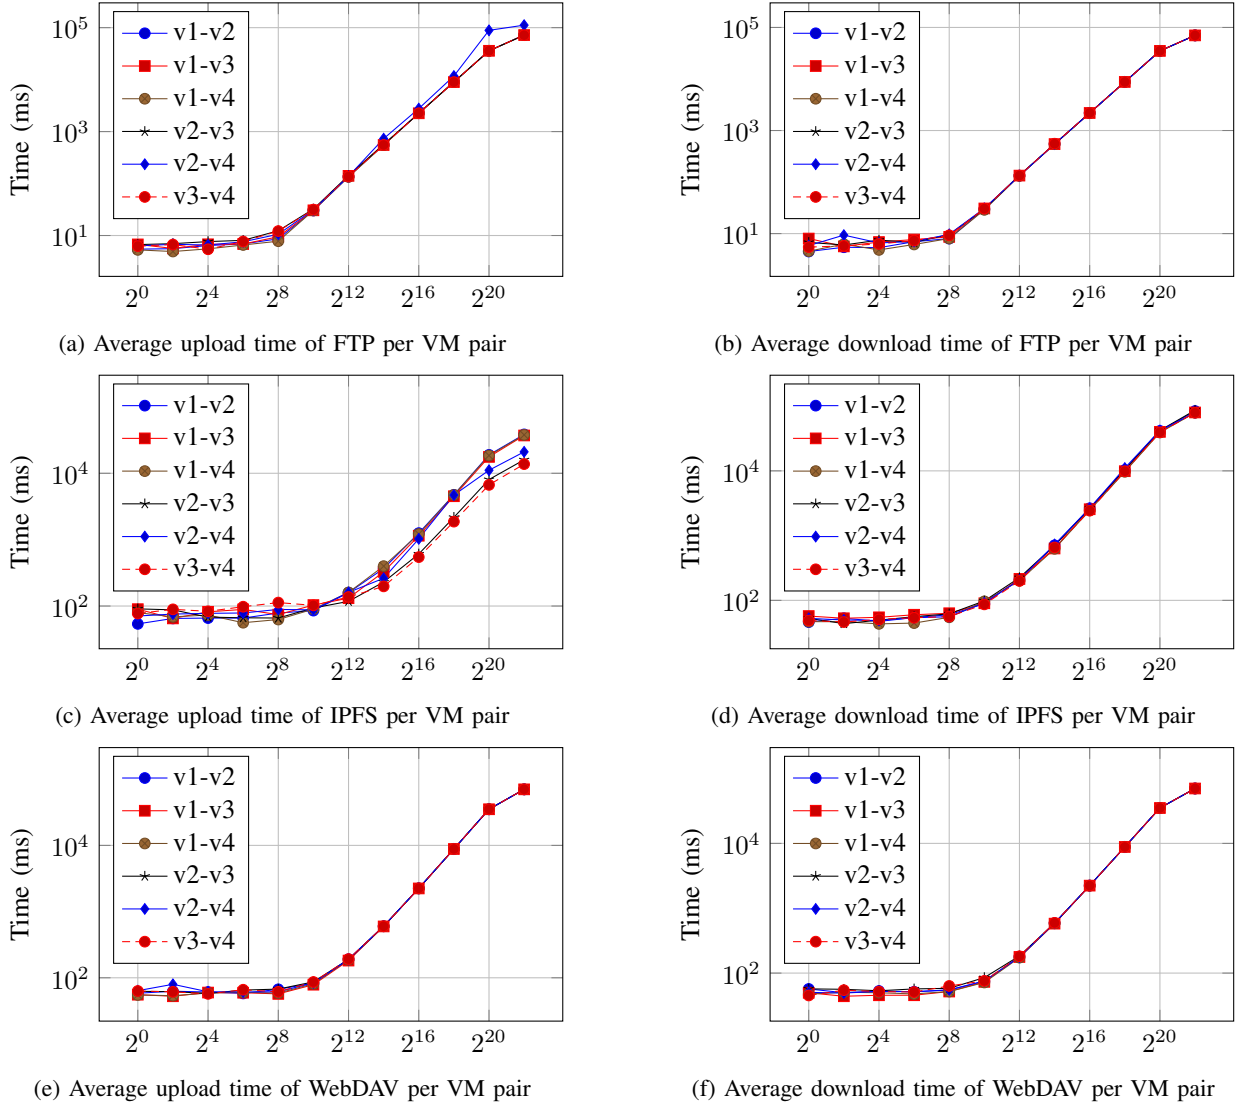 10^5
10^3
10^1
Time (ms)
v1-v2
v1-v3
v1-v4
v2-v3
v2-v4
v3-v4
2^0 2^4 2^8 2^12 2^16 2^20
(a) Average upload time of FTP per VM pair
10^5
10^3
10^1
Time (ms)
v1-v2
v1-v3
v1-v4
v2-v3
v2-v4
v3-v4
2^0 2^4 2^8 2^12 2^16 2^20
(b) Average download time of FTP per VM pair
10^4
10^2
Time (ms)
v1-v2
v1-v3
v1-v4
v2-v3
v2-v4
v3-v4
2^0 2^4 2^8 2^12 2^16 2^20
(c) Average upload time of IPFS per VM pair
10^4
10^2
Time (ms)
v1-v2
v1-v3
v1-v4
v2-v3
v2-v4
v3-v4
2^0 2^4 2^8 2^12 2^16 2^20
(d) Average download time of IPFS per VM pair
10^4
10^2
Time (ms)
v1-v2
v1-v3
v1-v4
v2-v3
v2-v4
v3-v4
2^0 2^4 2^8 2^12 2^16 2^20
(e) Average upload time of WebDAV per VM pair
10^4
10^2
Time (ms)
v1-v2
v1-v3
v1-v4
v2-v3
v2-v4
v3-v4
2^0 2^4 2^8 2^12 2^16 2^20
(f) Average download time of WebDAV per VM pair